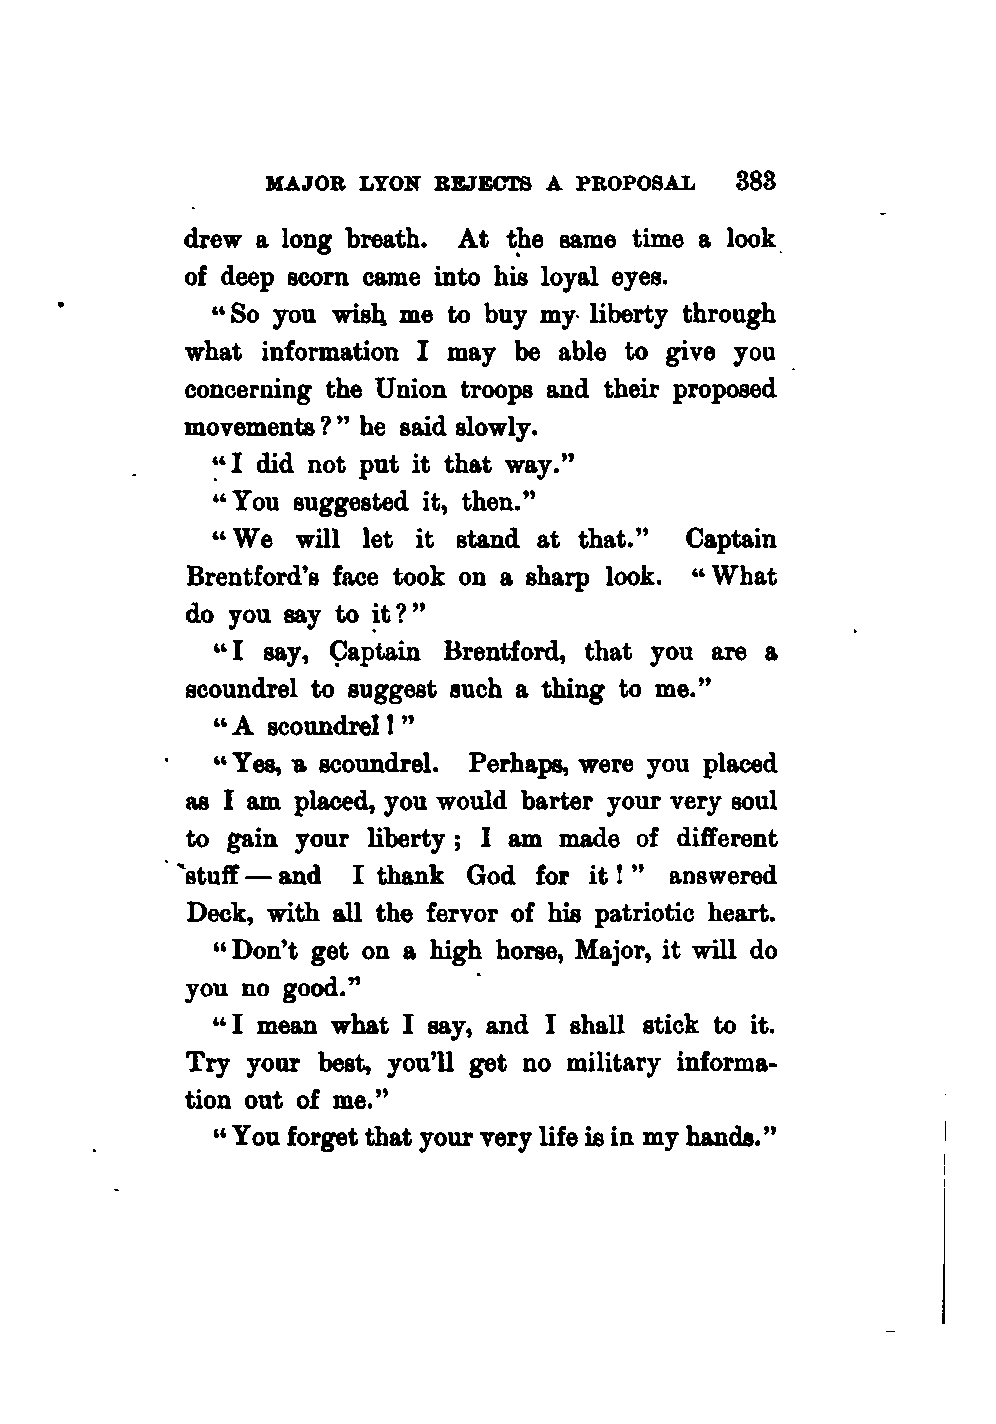 MAJOR LYON REJECTS A PROPOSAL 383
drew a long breath. At the same time a look
of deep scorn came into his loyal eyes.
“So you wish me to buy my liberty through
what information I may be able to give you
concerning the Union troops and their proposed
movements?” he said slowly.
“I did not put it that way.”
“You suggested it, then.”
“We will let it stand at that.” Captain
Brentford's face took on a sharp look. “What
do you say to it?”
“I say, Captain Brentford, that you are a
scoundrel to suggest such a thing to me.”
“A scoundrel!”
“Yes, a scoundrel. Perhaps, were you placed
as I am placed, you would barter your very soul
to gain your liberty; I am made of different
stuff — and I thank God for it!” answered
Deck, with all the fervor of his patriotic heart.
“Don't get on a high horse, Major, it will do
you no good.”
“I mean what I say, and I shall stick to it.
Try your best, you'll get no military informa-
tion out of me.”
“You forget that your very life is in my hands.”